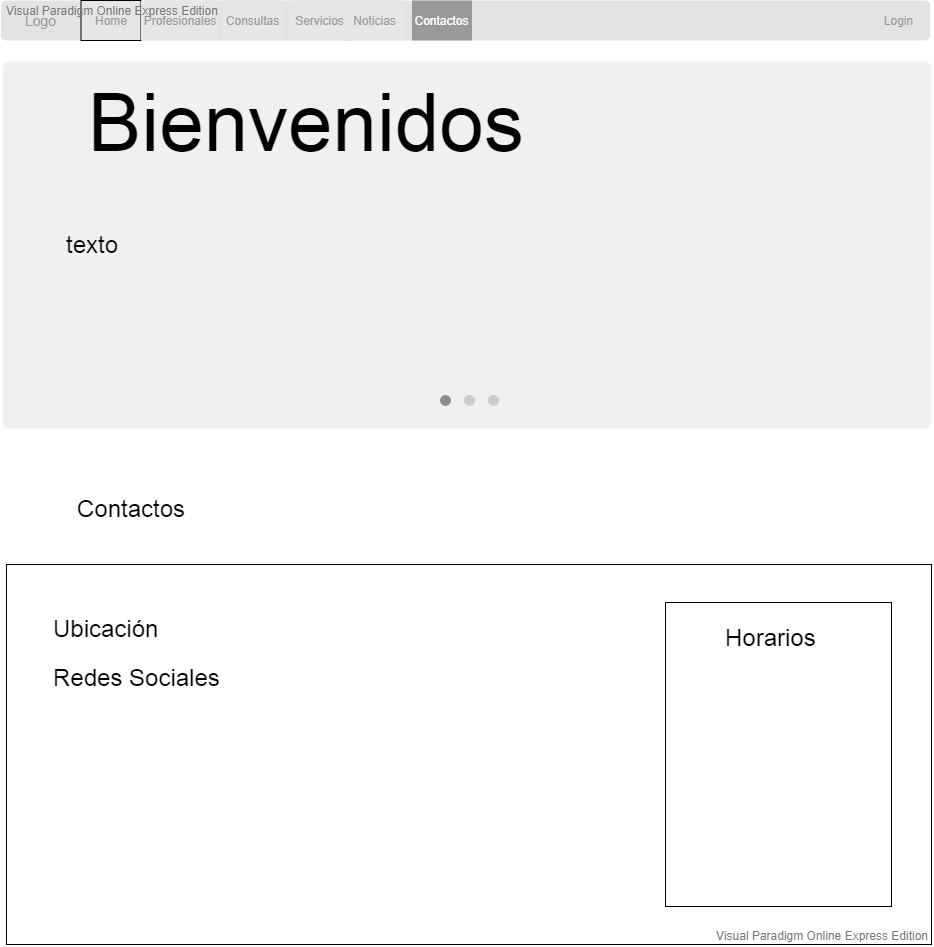 Visual Paradigm Online Express Edition
Logo Home Profesionales Consultas Servicios Noticias Contactos Login
Bienvenidos
texto
Contactos
Ubicación
Horarios
Redes Sociales
Visual Paradigm Online Express Edition